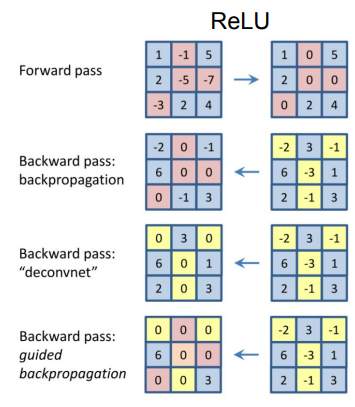 ReLU
Forward pass
1 -1 5
2 -5 -7
-3 2 4
1 0 5
2 0 0
0 2 4
Backward pass:
backpropagation
-2 0 -1
6 0 0
0 -1 3
-2 3 -1
6 -3 1
2 -1 3
Backward pass:
“deconvnet”
0 3 0
6 0 1
2 0 3
-2 3 -1
6 -3 1
2 -1 3
Backward pass:
guided
backpropagation
0 0 0
6 0 0
0 0 3
-2 3 -1
6 -3 1
2 -1 3